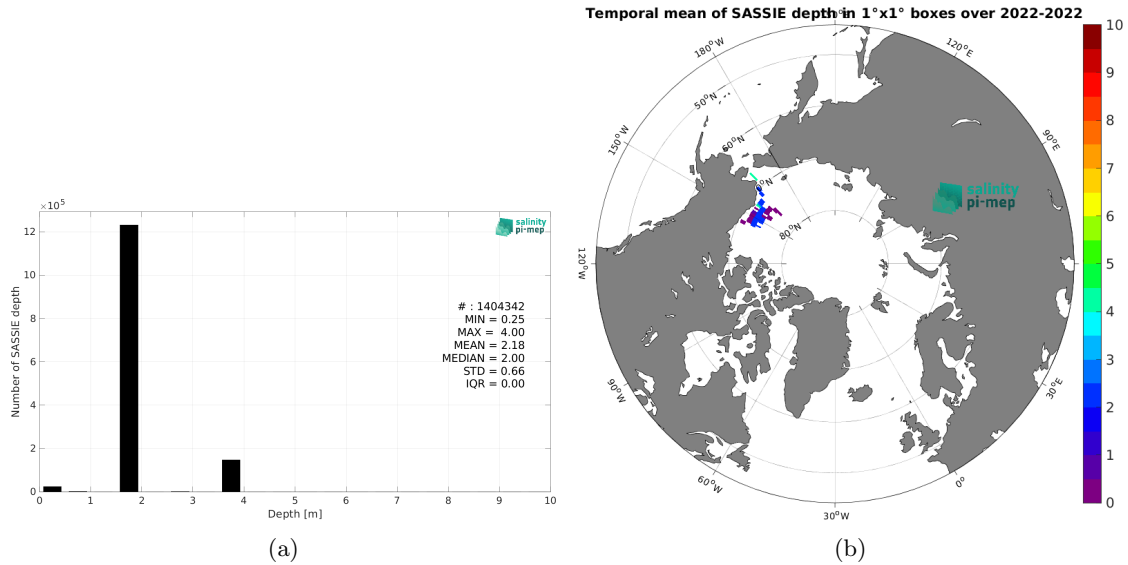 Temporal mean of SASSIE depth in 1°x1° boxes over 2022-2022
×10^5
12
10
8
6
4
2
0
Number of SASSIE depth
salinity
pi-mep
# : 1404342
MIN = 0.25
MAX = 4.00
MEAN = 2.18
MEDIAN = 2.00
STD = 0.66
IQR = 0.00
0 1 2 3 4 5 6 7 8 9 10
Depth [m]
180°W
120°E
150°W
90°E
50°N
60°N
80°N
120°W
90°W
60°W
30°W
0°
30°E
salinity
pi-mep
10
9
8
7
6
5
4
3
2
1
0
(a) (b)